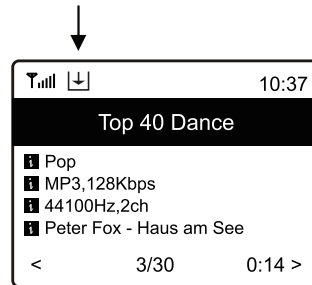 10:37
Top 40 Dance
i Pop
i MP3,128Kbps
i 44100Hz,2ch
i Peter Fox - Haus am See
< 3/30 0:14 >